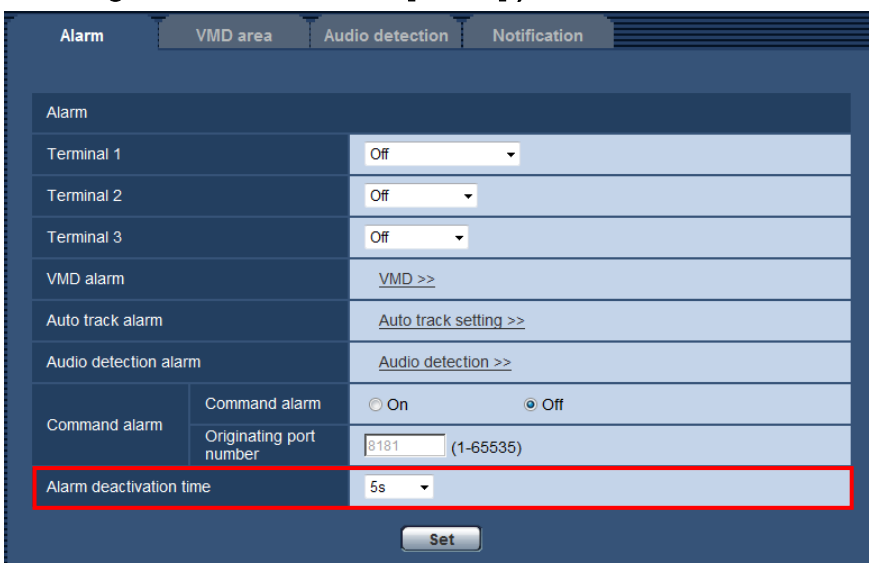 Alarm VMD area Audio detection Notification
Alarm
Terminal 1 Off
Terminal 2 Off
Terminal 3 Off
VMD alarm VMD >>
Auto track alarm Auto track setting >>
Audio detection alarm Audio detection >>
Command alarm Command alarm On Off
Originating port number 8181 (1-65535)
Alarm deactivation time 5s
Set